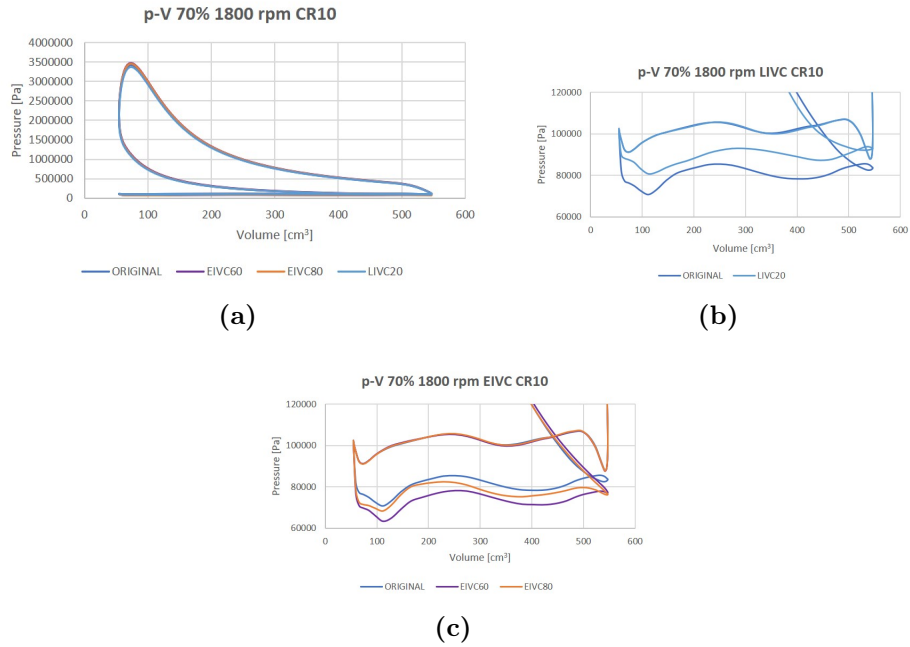 p-V 70% 1800 rpm CR10
4000000
3500000
3000000
2500000
2000000
1500000
1000000
500000
0
Pressure [Pa]
0 100 200 300 400 500 600
Volume [cm³]
ORIGINAL EIVC60 EIVC80 LIVC20
(a)
p-V 70% 1800 rpm LIVC CR10
120000
100000
80000
60000
Pressure [Pa]
0 100 200 300 400 500 600
Volume [cm³]
ORIGINAL LIVC20
(b)
p-V 70% 1800 rpm EIVC CR10
120000
100000
80000
60000
Pressure [Pa]
0 100 200 300 400 500 600
Volume [cm³]
ORIGINAL EIVC60 EIVC80
(c)